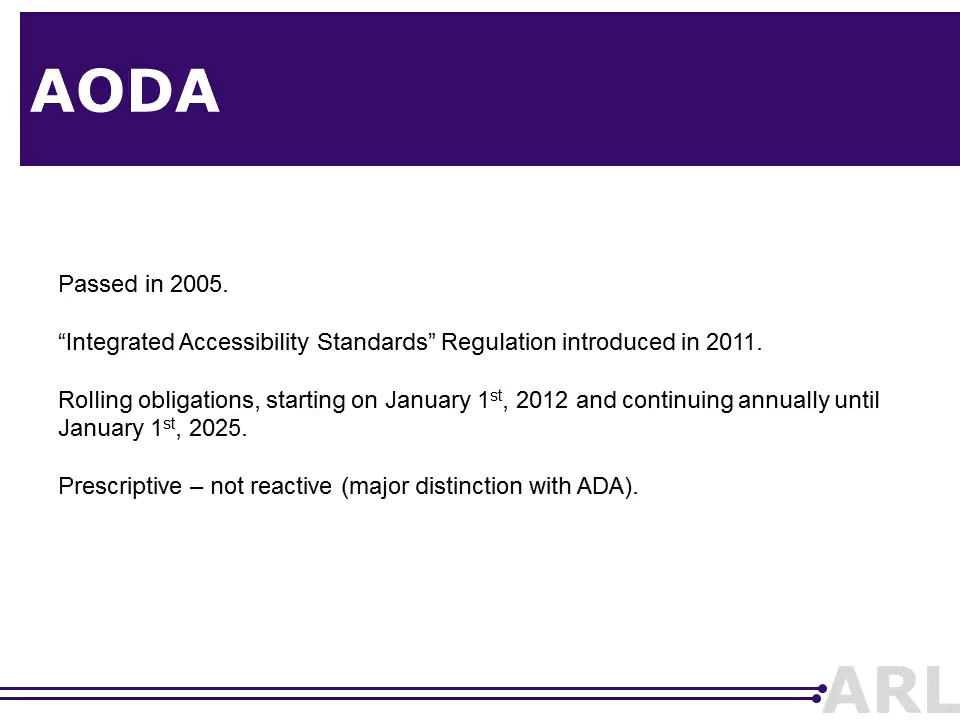 AODA
Passed in 2005.
“Integrated Accessibility Standards” Regulation introduced in 2011.
Rolling obligations, starting on January 1st, 2012 and continuing annually until
January 1st, 2025.
Prescriptive – not reactive (major distinction with ADA).
ARL